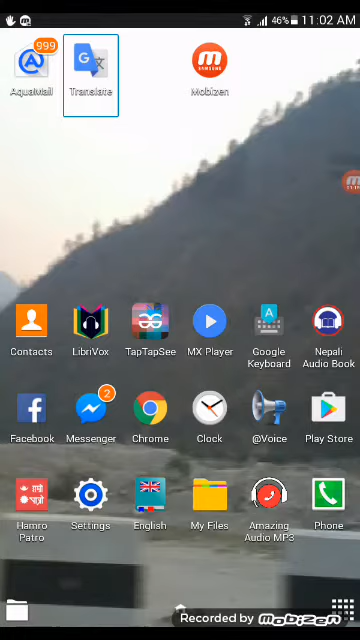 46% 11:02 AM
999
AquaMail Translate Mobizen
Contacts LibriVox TapTapSee MX Player Google Keyboard Nepali Audio Book
2
Facebook Messenger Chrome Clock @Voice Play Store
हाम्रो पात्रो
Hamro Patro Settings English My Files Amazing Audio MP3 Phone
Recorded by Mobizen